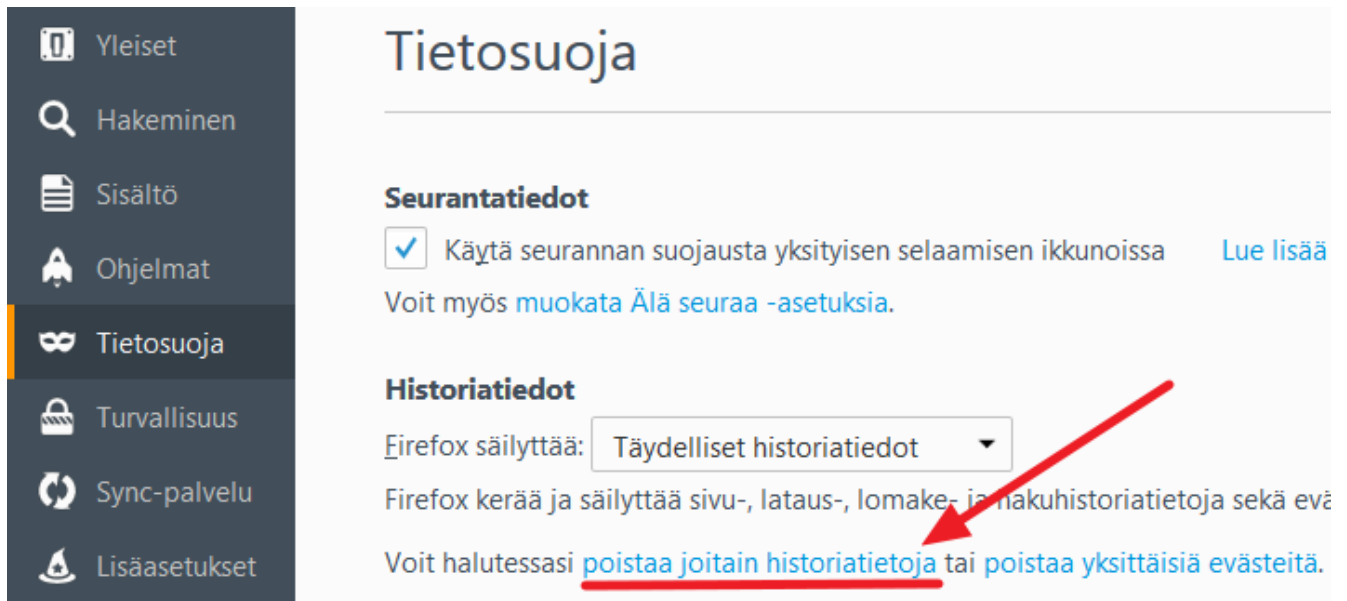 Yleiset
Hakeminen
Sisältö
Ohjelmat
Tietosuoja
Turvallisuus
Sync-palvelu
Lisäasetukset
Tietosuoja
Seurantatiedot
Käytä seurannan suojausta yksityisen selaamisen ikkunoissa Lue lisää
Voit myös muokata Älä seuraa -asetuksia.
Historiatiedot
Firefox säilyttää: Täydelliset historiatiedot
Firefox kerää ja säilyttää sivu-, lataus-, lomake- ja hakuhistoriatietoja sekä evä
Voit halutessasi poistaa joitain historiatietoja tai poistaa yksittäisiä evästeitä.